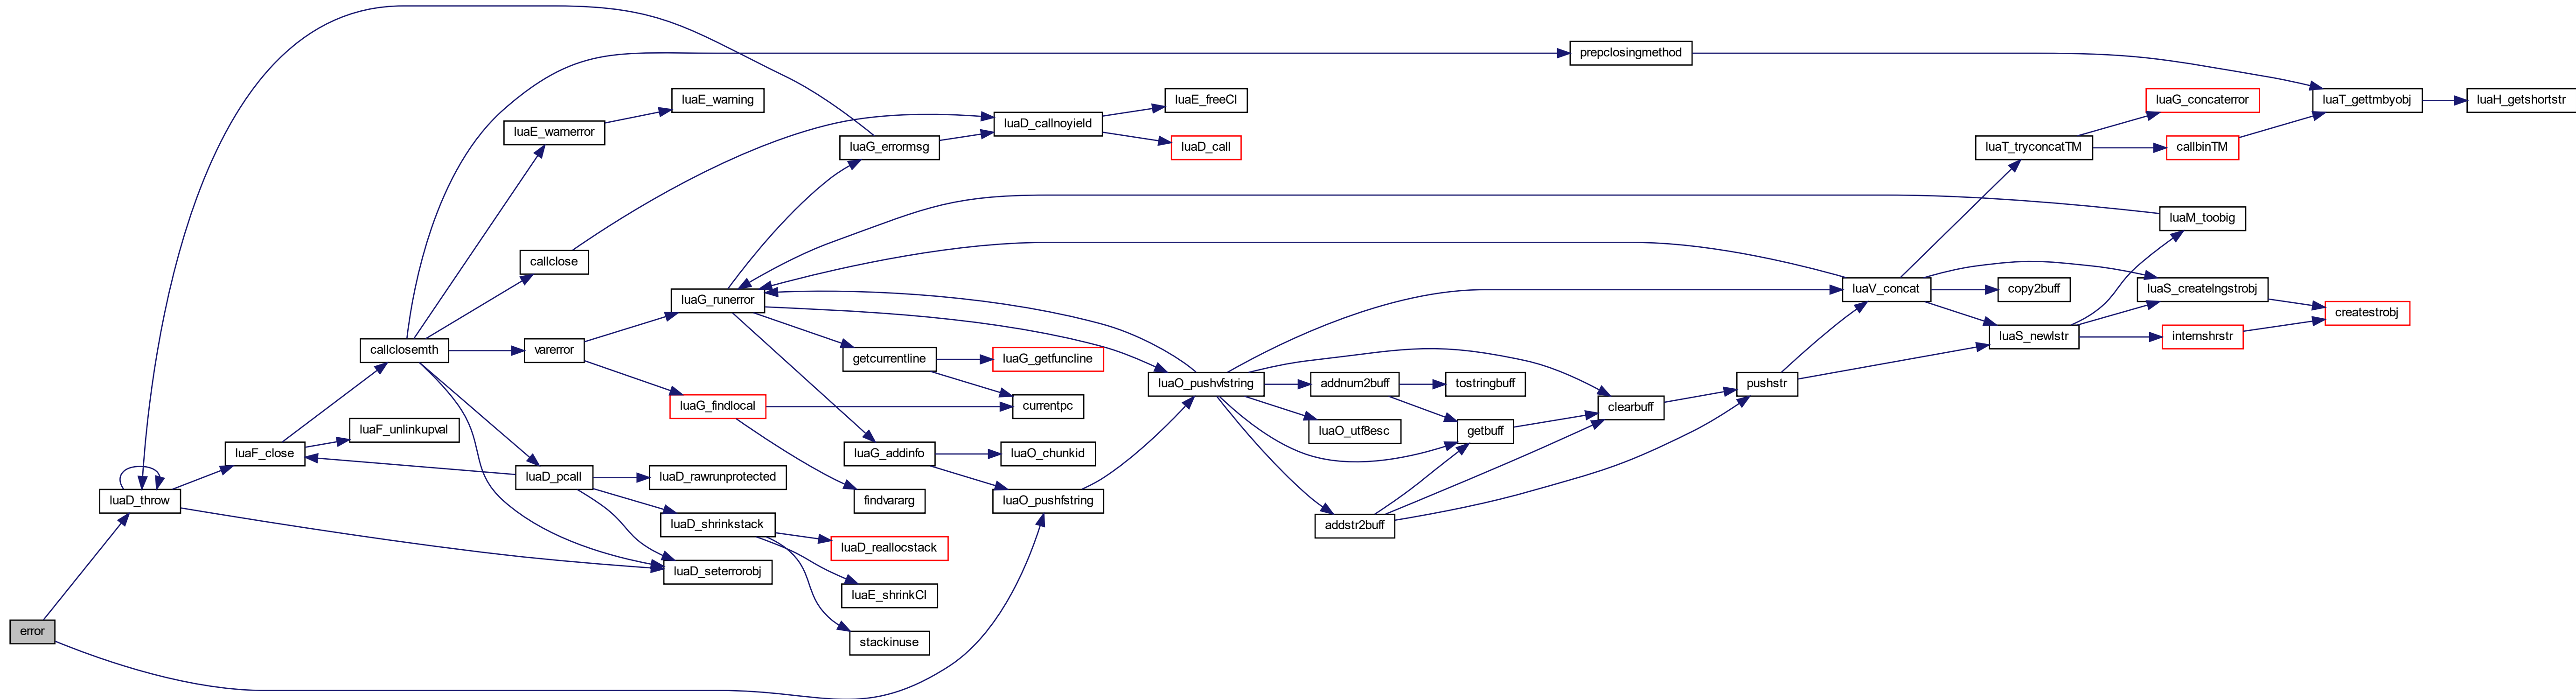 prepclosingmethod
luaE_warning
luaE_freeCI
luaG_concaterror
luaT_gettmbyobj
luaH_getshortstr
luaE_warnerror
luaD_callnoyield
luaG_errormsg
luaD_call
luaT_tryconcatTM
callbinTM
luaM_toobig
callclose
luaG_runerror
luaV_concat
copy2buff
luaS_createlngstrobj
createstrobj
callclosemth
varerror
getcurrentline
luaG_getfuncline
luaS_newlstr
internshrstr
luaO_pushvfstring
addnum2buff
tostringbuff
pushstr
luaG_findlocal
currentpc
clearbuff
luaF_unlinkupval
luaO_utf8esc
getbuff
luaF_close
luaG_addinfo
luaO_chunkid
luaD_pcall
luaD_rawrunprotected
luaD_throw
findvararg
luaO_pushfstring
luaD_shrinkstack
addstr2buff
luaD_reallocstack
luaD_seterrorobj
luaE_shrinkCI
error
stackinuse